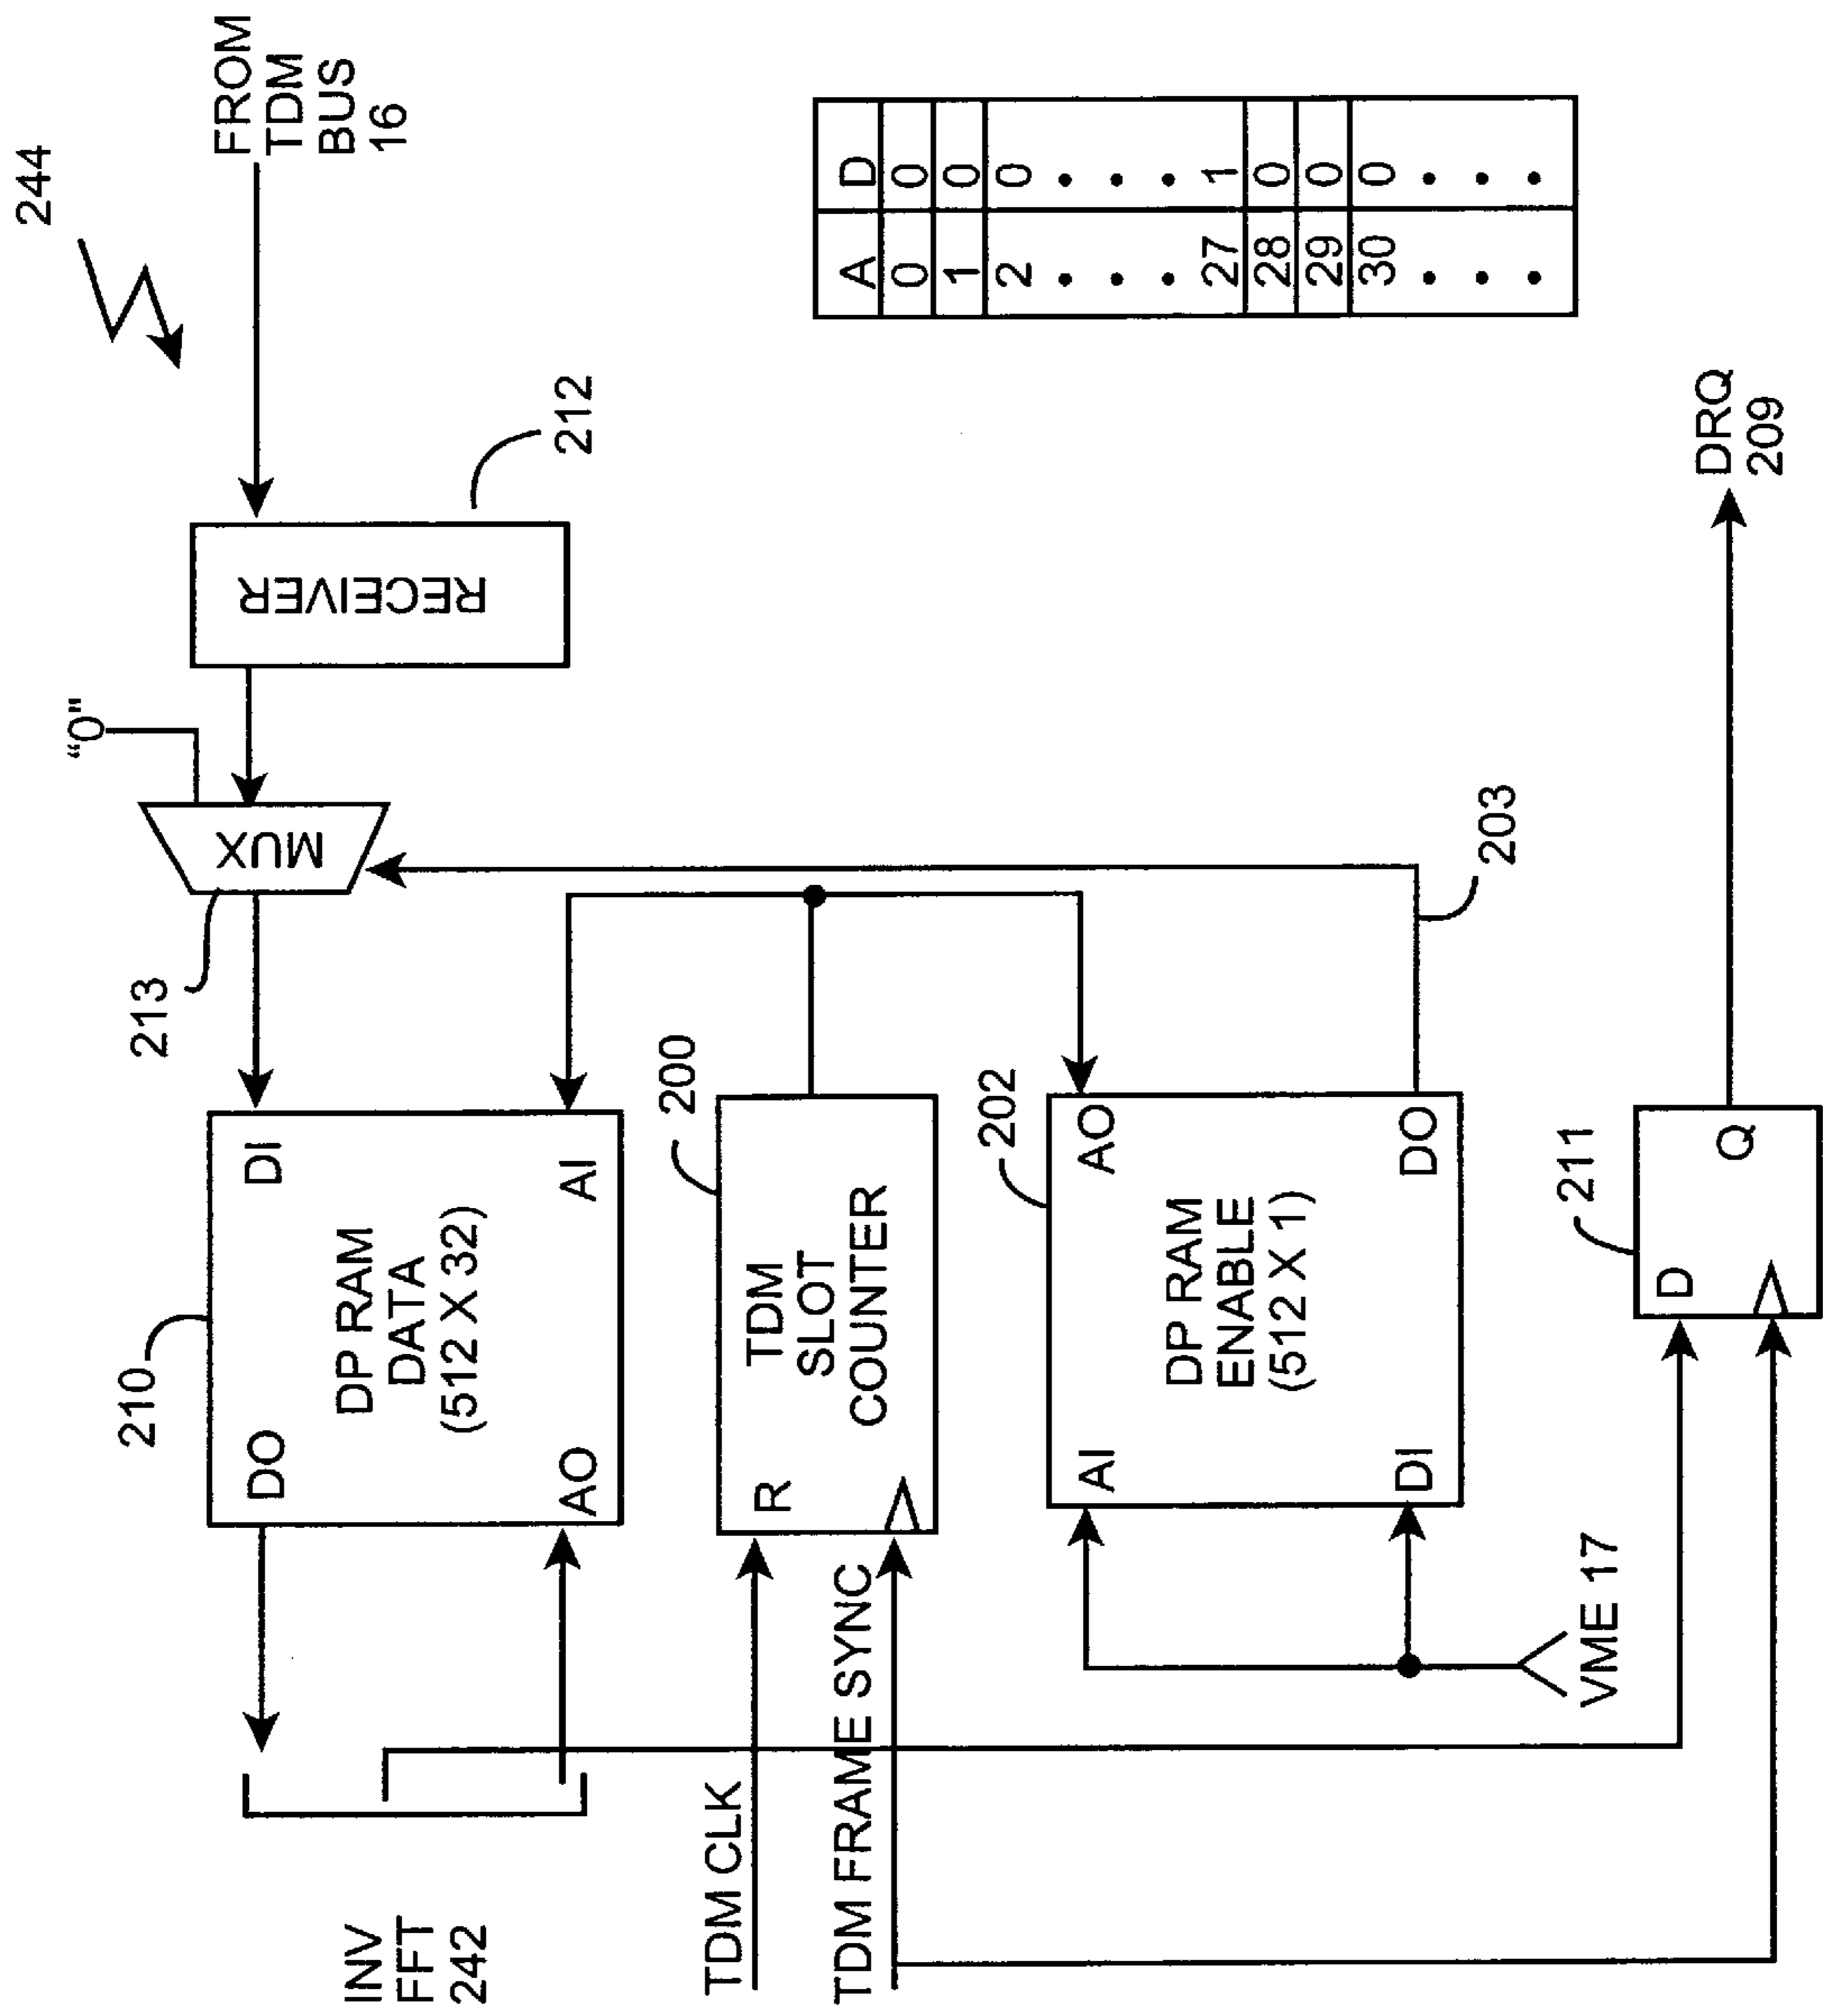 244
FROM
TDM
BUS
16
"0"
RECEIVER
212
MUX
213
210
DO
DI
DP RAM
DATA
(512 X 32)
AO
AI
INV
FFT
242
200
R
TDM
SLOT
COUNTER
TDM CLK
TDM FRAME SYNC
202
AI
AO
DP RAM
ENABLE
(512 X 1)
DI
DO
203
VME 17
211
D
Q
DRQ
209
A D
0 0
1 0
2 0
• •
• •
• •
27 1
28 0
29 0
30 0
• •
• •
• •